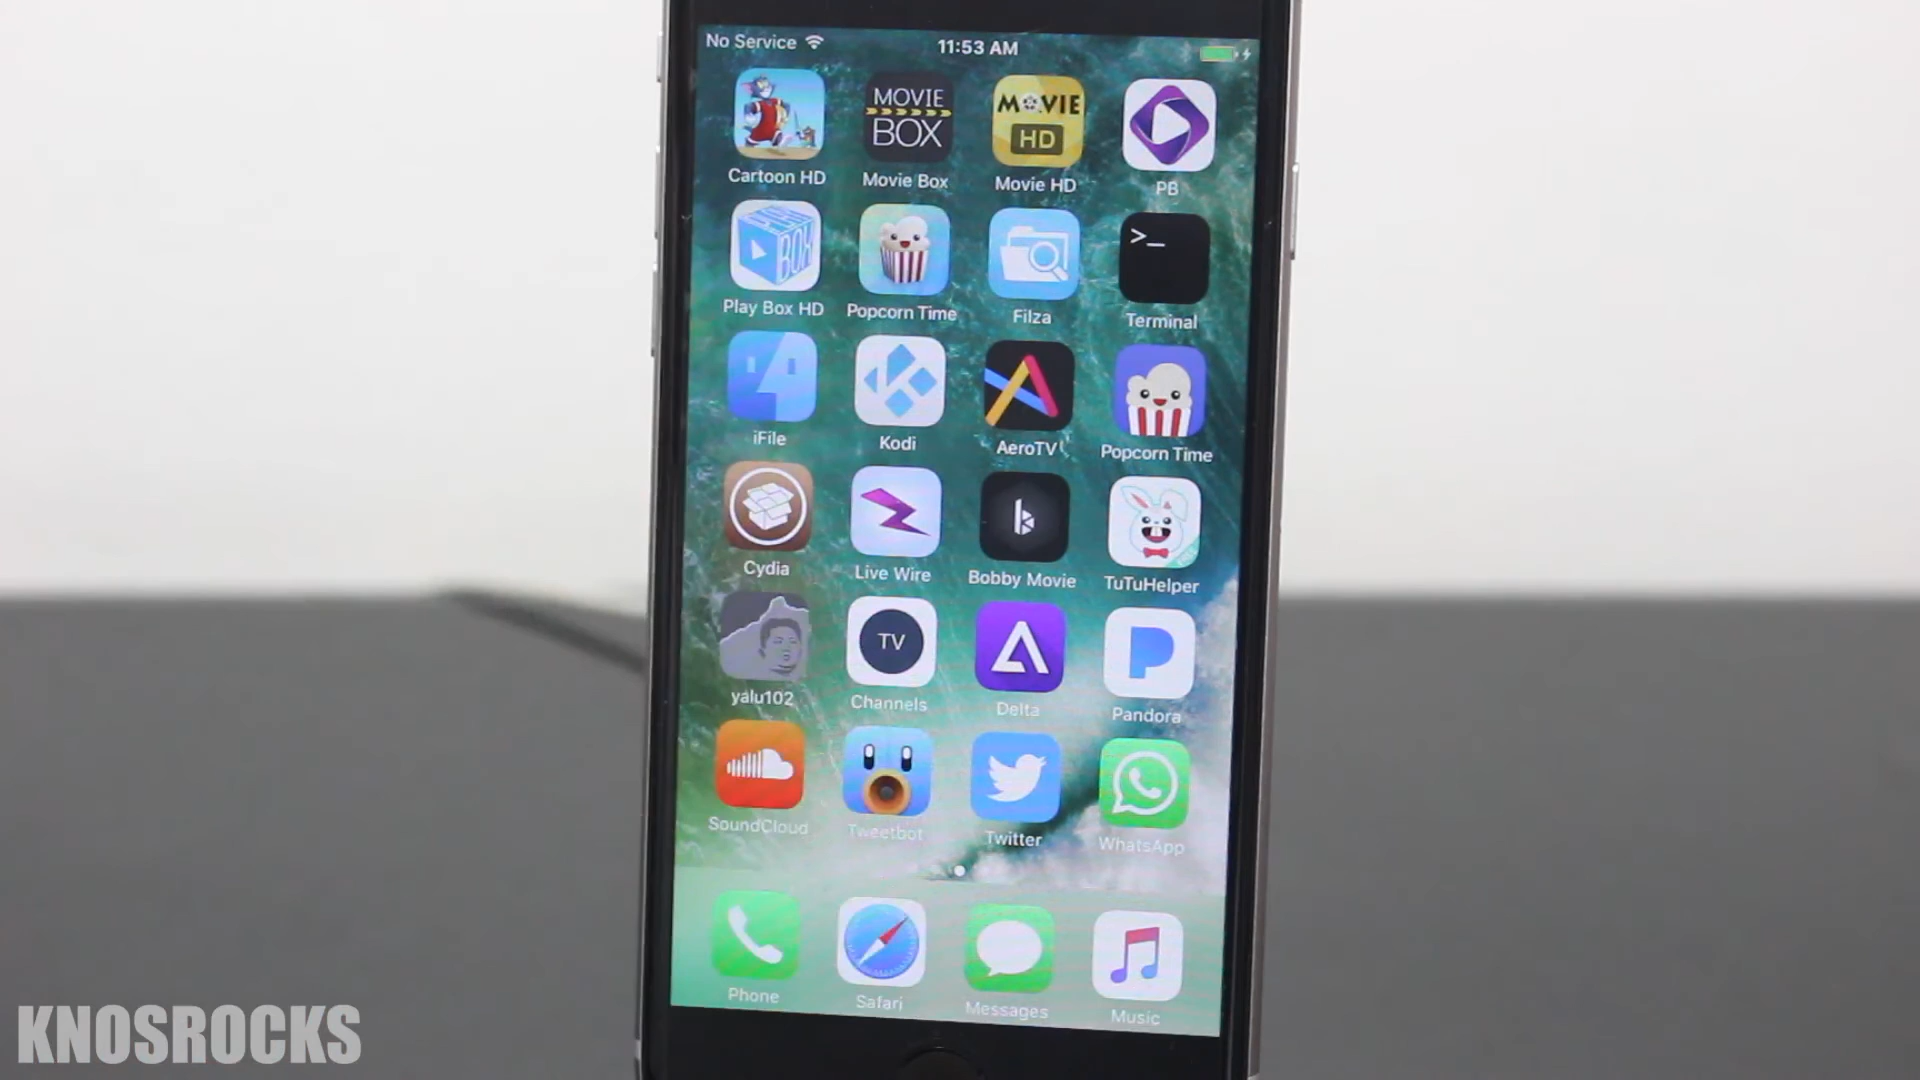 No Service 11:53 AM
MOVIE BOX
MOVIE HD
Cartoon HD Movie Box Movie HD PB
BOX
>_
Play Box HD Popcorn Time Filza Terminal
iFile Kodi AeroTV Popcorn Time
Cydia Live Wire Bobby Movie TuTuHelper
TV
yalu102 Channels Delta Pandora
SoundCloud Tweetbot Twitter WhatsApp
Phone Safari Messages Music
KNOSROCKS